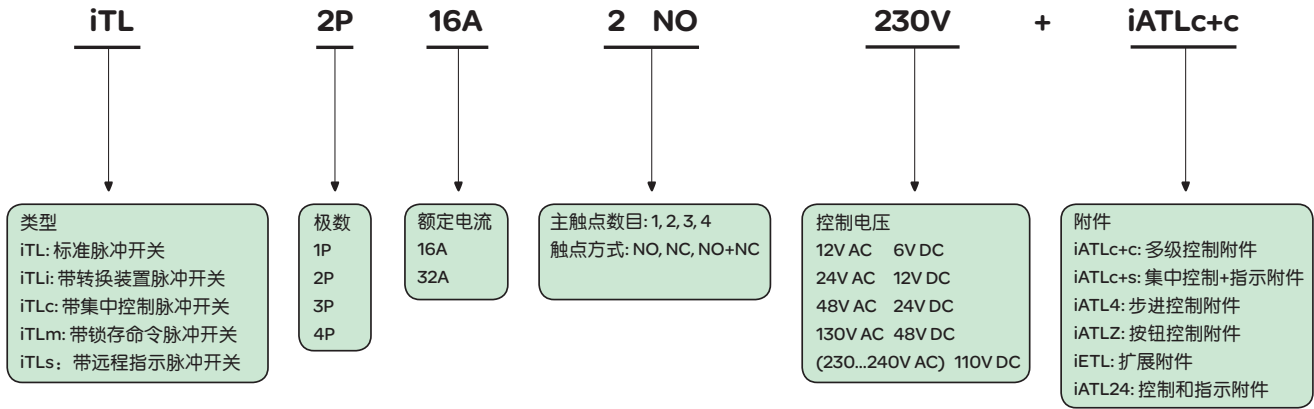 iTL 2P 16A 2 NO 230V + iATLc+c
类型
iTL: 标准脉冲开关
iTLi: 带转换装置脉冲开关
iTLc: 带集中控制脉冲开关
iTLm: 带锁存命令脉冲开关
iTLs：带远程指示脉冲开关
极数
1P
2P
3P
4P
额定电流
16A
32A
主触点数目: 1, 2, 3, 4
触点方式: NO, NC, NO+NC
控制电压
12V AC 6V DC
24V AC 12V DC
48V AC 24V DC
130V AC 48V DC
(230...240V AC) 110V DC
附件
iATLc+c: 多级控制附件
iATLc+s: 集中控制+指示附件
iATL4: 步进控制附件
iATLZ: 按钮控制附件
iETL: 扩展附件
iATL24: 控制和指示附件